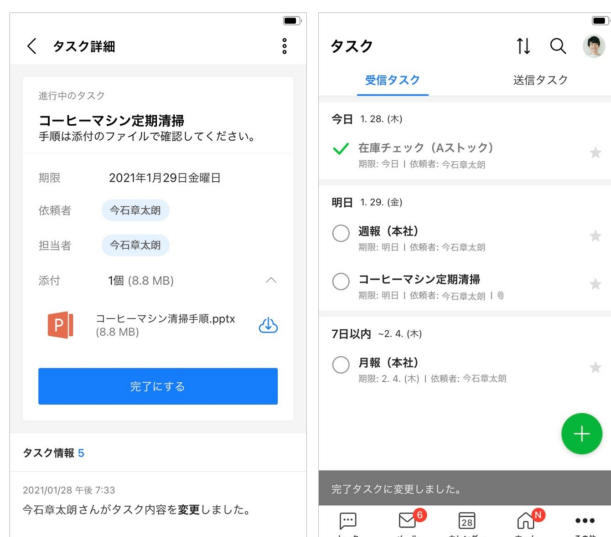 タスク詳細
進行中のタスク
コーヒーマシン定期清掃
手順は添付のファイルで確認してください。
期限 2021年1月29日金曜日
依頼者 今石章太朗
担当者 今石章太朗
添付 1個 (8.8 MB)
P コーヒーマシン清掃手順.pptx
(8.8 MB)
完了にする
タスク情報 5
2021/01/28 午後 7:33
今石章太朗さんがタスク内容を変更しました。
タスク
受信タスク 送信タスク
今日 1. 28. (木)
在庫チェック（Aストック）
期限: 今日 | 依頼者: 今石章太朗
明日 1. 29. (金)
週報（本社）
期限: 明日 | 依頼者: 今石章太朗
コーヒーマシン定期清掃
期限: 明日 | 依頼者: 今石章太朗 |
7日以内 ~2. 4. (木)
月報（本社）
期限: 2. 4. (木) | 依頼者: 今石章太朗
完了タスクに変更しました。
6 28 N